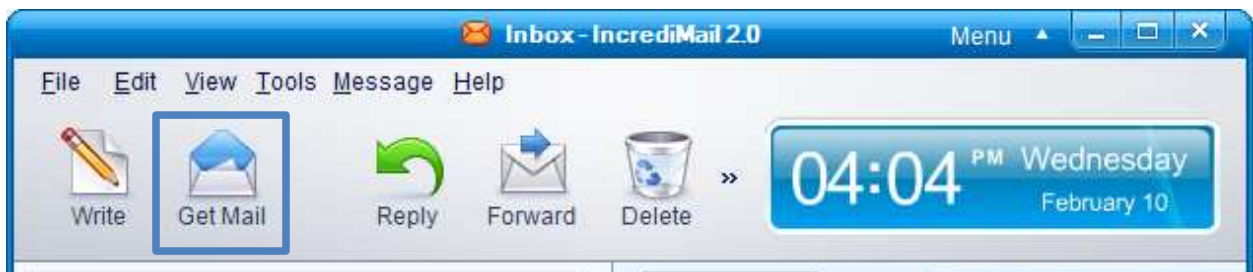 Inbox - IncrediMail 2.0 Menu
File Edit View Tools Message Help
Write Get Mail Reply Forward Delete »
04:04 PM Wednesday
February 10